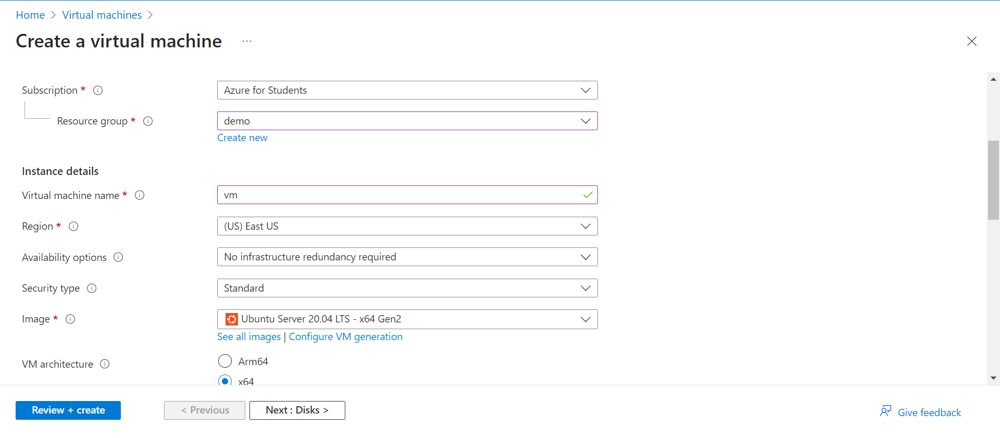 Home > Virtual machines >
Create a virtual machine ...
Subscription *
Azure for Students
Resource group *
demo
Create new
Instance details
Virtual machine name *
vm
Region *
(US) East US
Availability options
No infrastructure redundancy required
Security type
Standard
Image *
Ubuntu Server 20.04 LTS - x64 Gen2
See all images | Configure VM generation
VM architecture
Arm64
x64
Review + create
< Previous
Next : Disks >
Give feedback